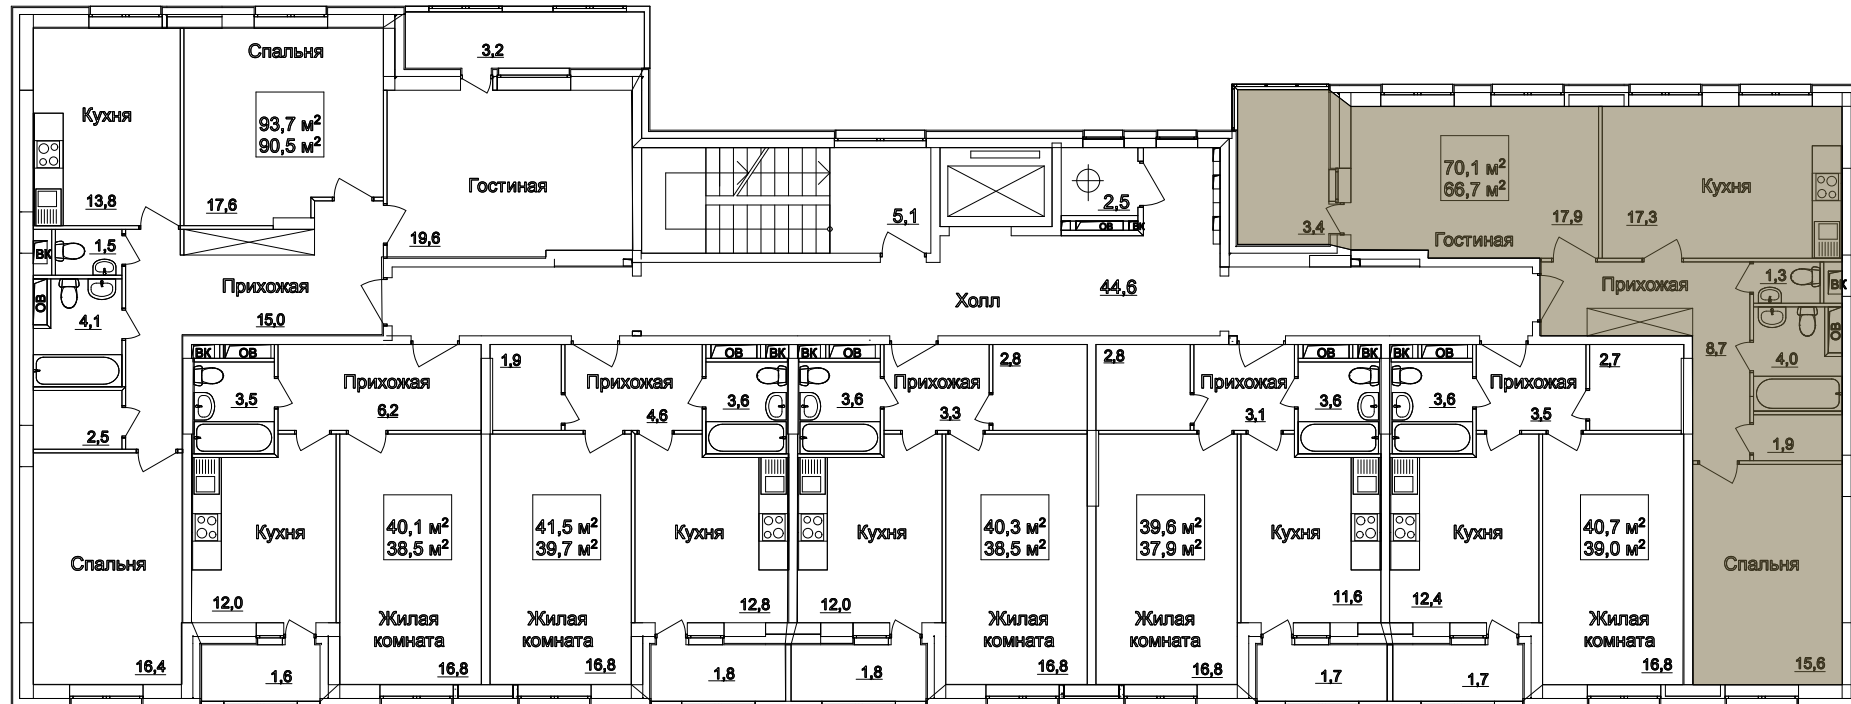 3,2
Спальня
93,7 м²
90,5 м²
Кухня
13,8
17,6
Гостиная
19,6
5,1
2,5
ОВ
ВК
3,4
70,1 м²
66,7 м²
17,9
Гостиная
Кухня
17,3
ВК
1,5
ОВ
4,1
Прихожая
15,0
Холл
44,6
Прихожая
1,3
ВК
ОВ
8,7
4,0
2,5
1,9
ВК
ОВ
3,5
Прихожая
6,2
1,9
Прихожая
4,6
ОВ
ВК
3,6
ВК
ОВ
3,6
Прихожая
3,3
2,8
2,8
Прихожая
3,1
ОВ
ВК
3,6
ВК
ОВ
3,6
Прихожая
3,5
2,7
Спальня
16,4
Кухня
12,0
1,6
40,1 м²
38,5 м²
Жилая
комната
16,8
41,5 м²
39,7 м²
Жилая
комната
16,8
Кухня
12,8
1,8
Кухня
12,0
1,8
40,3 м²
38,5 м²
Жилая
комната
16,8
39,6 м²
37,9 м²
Жилая
комната
16,8
Кухня
11,6
1,7
Кухня
12,4
1,7
40,7 м²
39,0 м²
Жилая
комната
16,8
Спальня
15,6